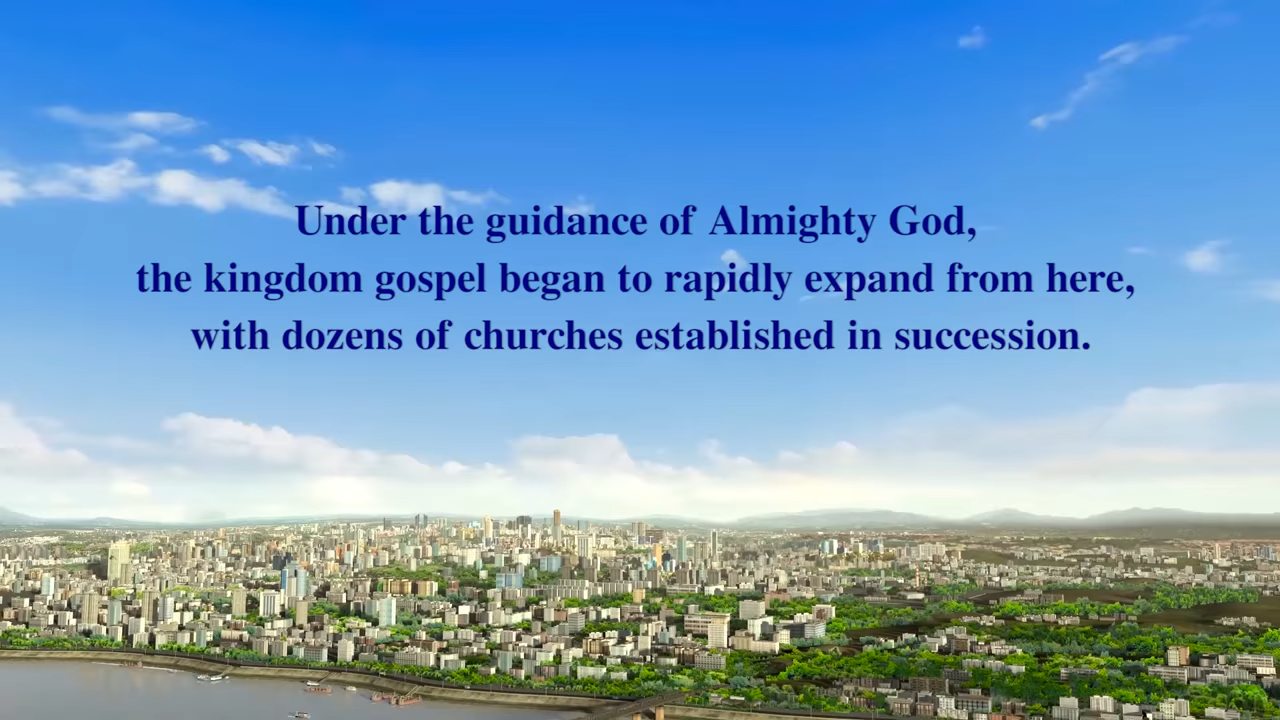 Under the guidance of Almighty God,
the kingdom gospel began to rapidly expand from here,
with dozens of churches established in succession.